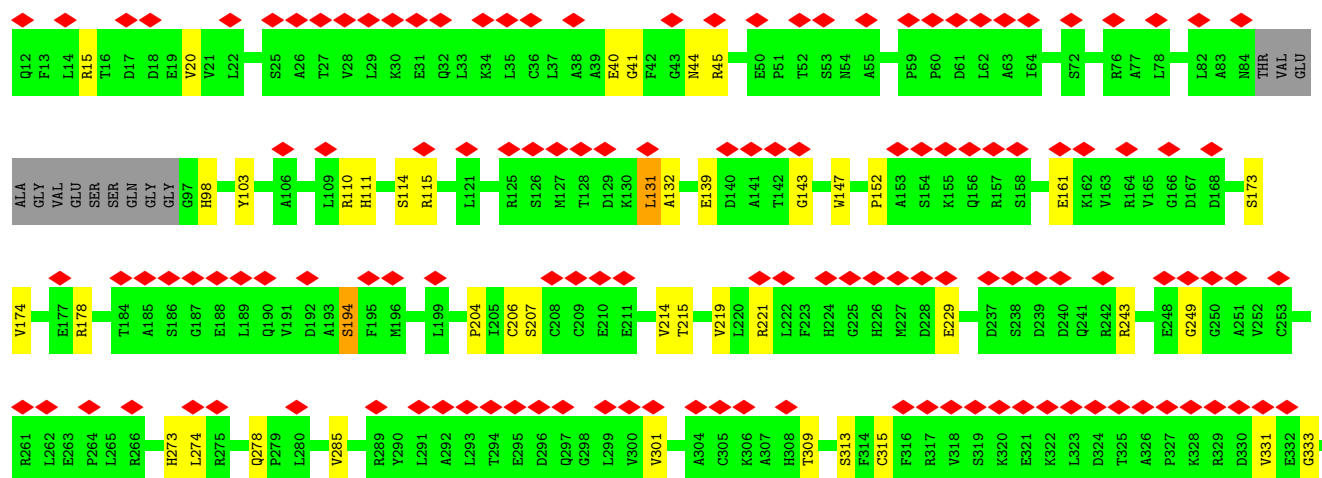 Q12 F13 L14 R15 T16 D17 D18 E19 V20 V21 L22 S25 A26 T27 V28 L29 K30 E31 Q32 L33 K34 L35 C36 L37 A38 A39 E40 G41 F42 G43 N44 R45 E50 P51 T52 S53 N54 A55 P59 P60 D61 L62 A63 I64 S72 R76 A77 L78 L82 A83 N84 THR VAL GLU
ALA GLY VAL GLU SER SER GLN GLY GLY G97 H98 Y103 A106 L109 R110 H111 S114 R115 L121 R125 S126 M127 T128 D129 K130 L131 A132 E139 D140 A141 T142 G143 W147 P152 A153 S154 K155 Q156 R157 S158 E161 K162 V163 R164 V165 G166 D167 D168 S173
V174 E177 R178 T184 A185 S186 G187 E188 L189 Q190 V191 D192 A193 S194 F195 M196 L199 P204 I205 C206 S207 C208 C209 E210 E211 V214 T215 V219 L220 R221 L222 F223 H224 G225 H226 M227 D228 E229 D237 S238 D239 D240 Q241 R242 R243 E248 G249 G250 A251 V252 C253
R261 L262 E263 P264 L265 R266 H273 L274 R275 Q278 P279 L280 V285 R289 Y290 L291 A292 L293 T294 E295 D296 Q297 G298 L299 V300 V301 A304 C305 K306 A307 H308 T309 S313 F314 C315 F316 R317 V318 S319 K320 E321 K322 L323 D324 T325 A326 P327 K328 R329 D330 V331 E332 G333